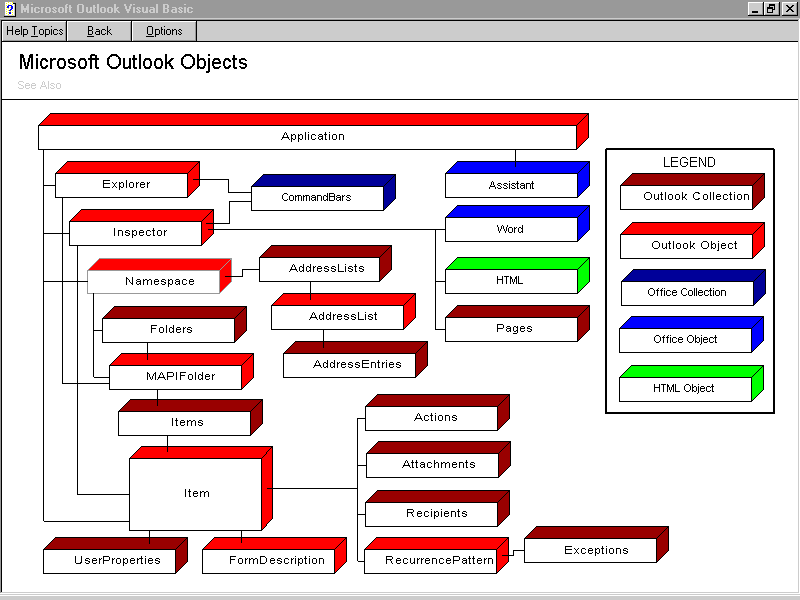 Microsoft Outlook Visual Basic
Help Topics
Back
Options
Microsoft Outlook Objects
See Also
Application
Explorer
CommandBars
Assistant
Inspector
Word
Namespace
AddressLists
HTML
AddressList
Folders
Pages
AddressEntries
MAPIFolder
Items
Actions
Attachments
Item
Recipients
UserProperties
FormDescription
RecurrencePattern
Exceptions
LEGEND
Outlook Collection
Outlook Object
Office Collection
Office Object
HTML Object